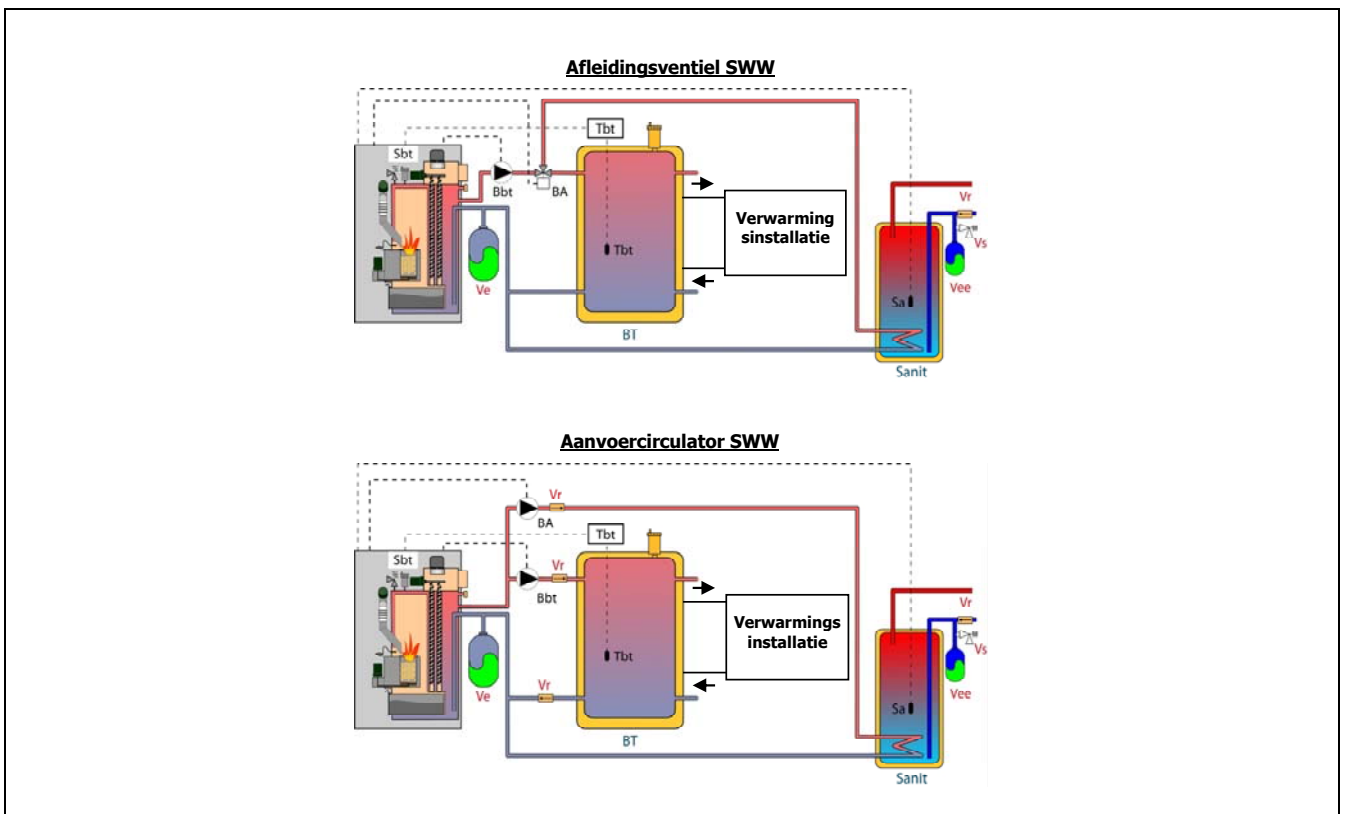 Afleidingsventiel SWW
Tbt
Sbt
Bbt
BA
Vr
Verwarming
sinstallatie
Vs
Tbt
Ve
Vee
Sa
BT
Sanit
Aanvoercirculator SWW
Vr
BA
Tbt
Sbt
Vr
Bbt
Vr
Verwarmings
installatie
Vs
Tbt
Ve
Vr
Vee
Sa
BT
Sanit